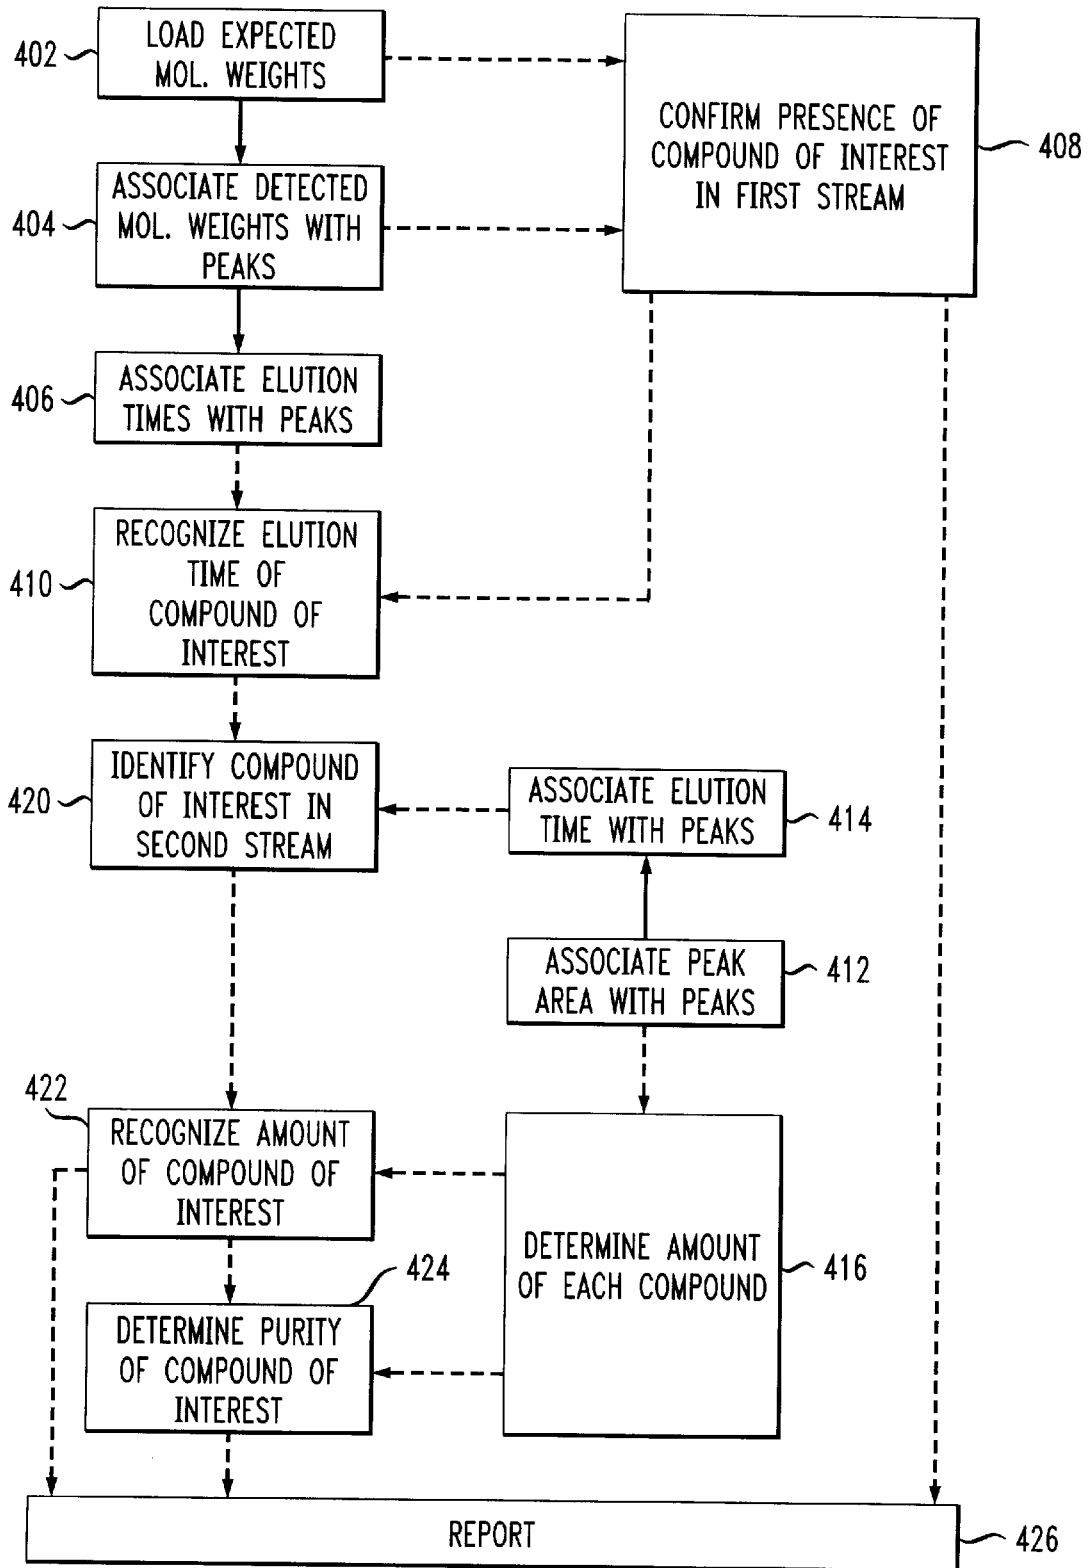 402
LOAD EXPECTED
MOL. WEIGHTS
CONFIRM PRESENCE OF
COMPOUND OF INTEREST
IN FIRST STREAM
408
404
ASSOCIATE DETECTED
MOL. WEIGHTS WITH
PEAKS
406
ASSOCIATE ELUTION
TIMES WITH PEAKS
410
RECOGNIZE ELUTION
TIME OF
COMPOUND OF
INTEREST
420
IDENTIFY COMPOUND
OF INTEREST IN
SECOND STREAM
ASSOCIATE ELUTION
TIME WITH PEAKS
414
ASSOCIATE PEAK
AREA WITH PEAKS
412
422
RECOGNIZE AMOUNT
OF COMPOUND OF
INTEREST
DETERMINE AMOUNT
OF EACH COMPOUND
416
424
DETERMINE PURITY
OF COMPOUND OF
INTEREST
REPORT
426